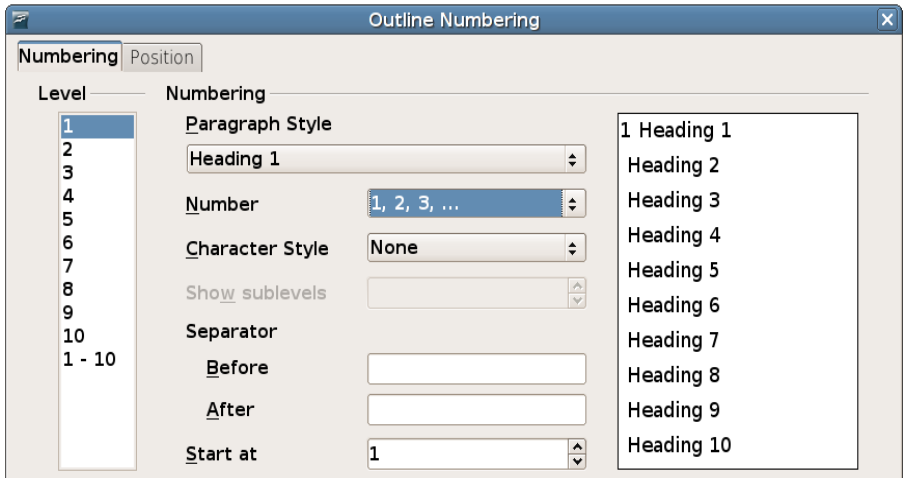 Outline Numbering
Numbering Position
Level
1
2
3
4
5
6
7
8
9
10
1 - 10
Numbering
Paragraph Style
Heading 1
Number 1, 2, 3, ...
Character Style None
Show sublevels
Separator
Before
After
Start at 1
1 Heading 1
Heading 2
Heading 3
Heading 4
Heading 5
Heading 6
Heading 7
Heading 8
Heading 9
Heading 10